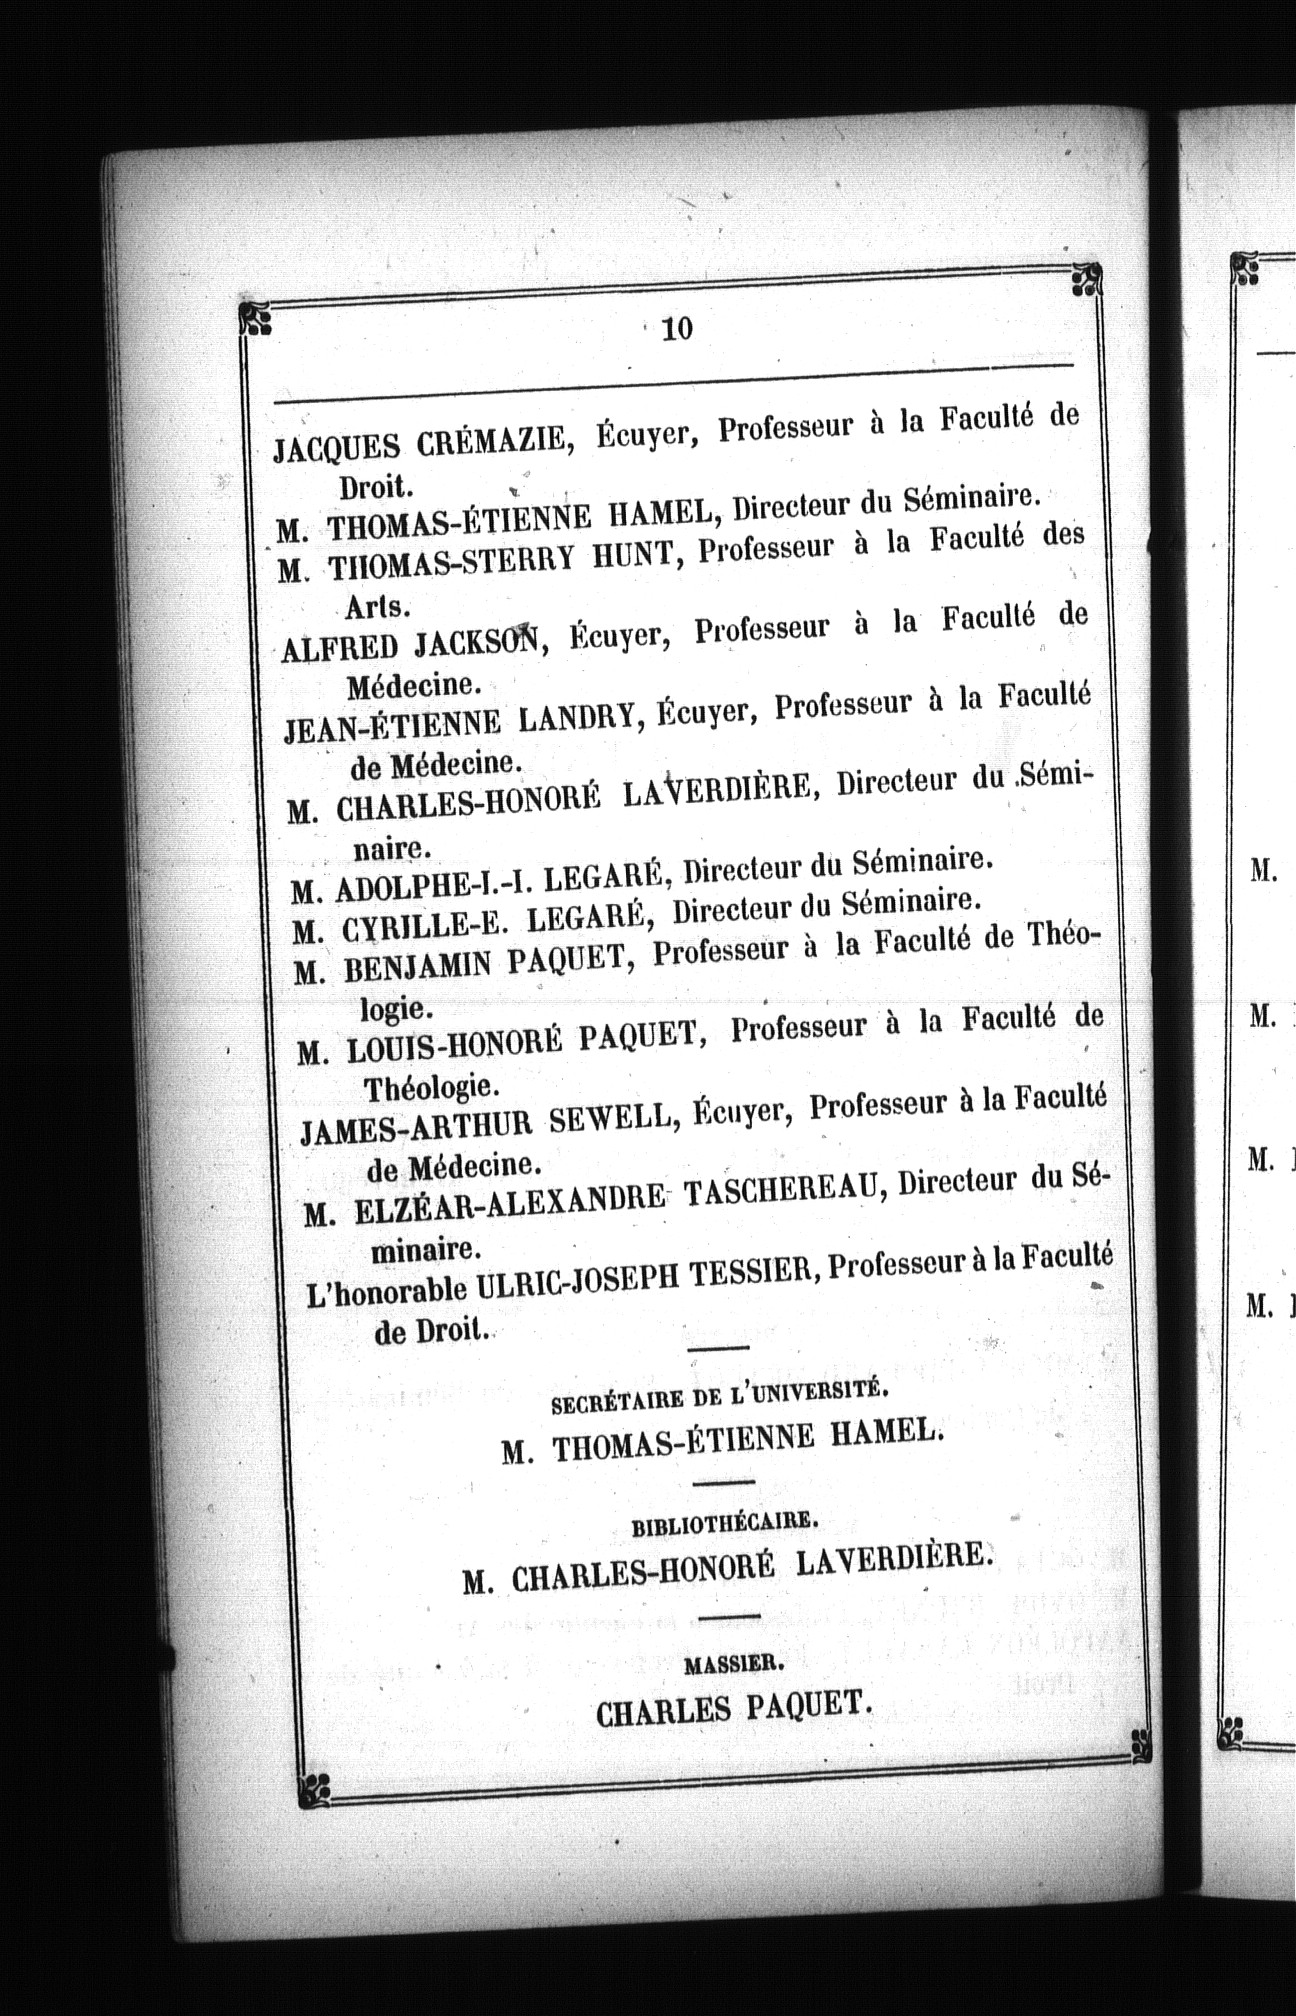 10
JACQUES CRÉMAZIE, Écuyer, Professeur à la Faculté de
Droit.
M. THOMAS-ÉTIENNE HAMEL, Directeur du Séminaire.
M. THOMAS-STERRY HUNT, Professeur à la Faculté des
Arts.
ALFRED JACKSON, Écuyer, Professeur à la Faculté de
Médecine.
JEAN-ÉTIENNE LANDRY, Écuyer, Professeur à la Faculté
de Médecine.
M. CHARLES-HONORÉ LAVERDIÈRE, Directeur du Sémi-
naire.
M. ADOLPHE-I.-I. LEGARÉ, Directeur du Séminaire.
M. CYRILLE-E. LEGARÉ, Directeur du Séminaire.
M. BENJAMIN PAQUET, Professeur à la Faculté de Théo-
logie.
M. LOUIS-HONORÉ PAQUET, Professeur à la Faculté de
Théologie.
JAMES-ARTHUR SEWELL, Écuyer, Professeur à la Faculté
de Médecine.
M. ELZÉAR-ALEXANDRE TASCHEREAU, Directeur du Sé-
minaire.
L'honorable ULRIC-JOSEPH TESSIER, Professeur à la Faculté
de Droit.
SECRÉTAIRE DE L'UNIVERSITÉ.
M. THOMAS-ÉTIENNE HAMEL.
BIBLIOTHÉCAIRE.
M. CHARLES-HONORÉ LAVERDIÈRE.
MASSIER.
CHARLES PAQUET.
M.
M.
M.
M.